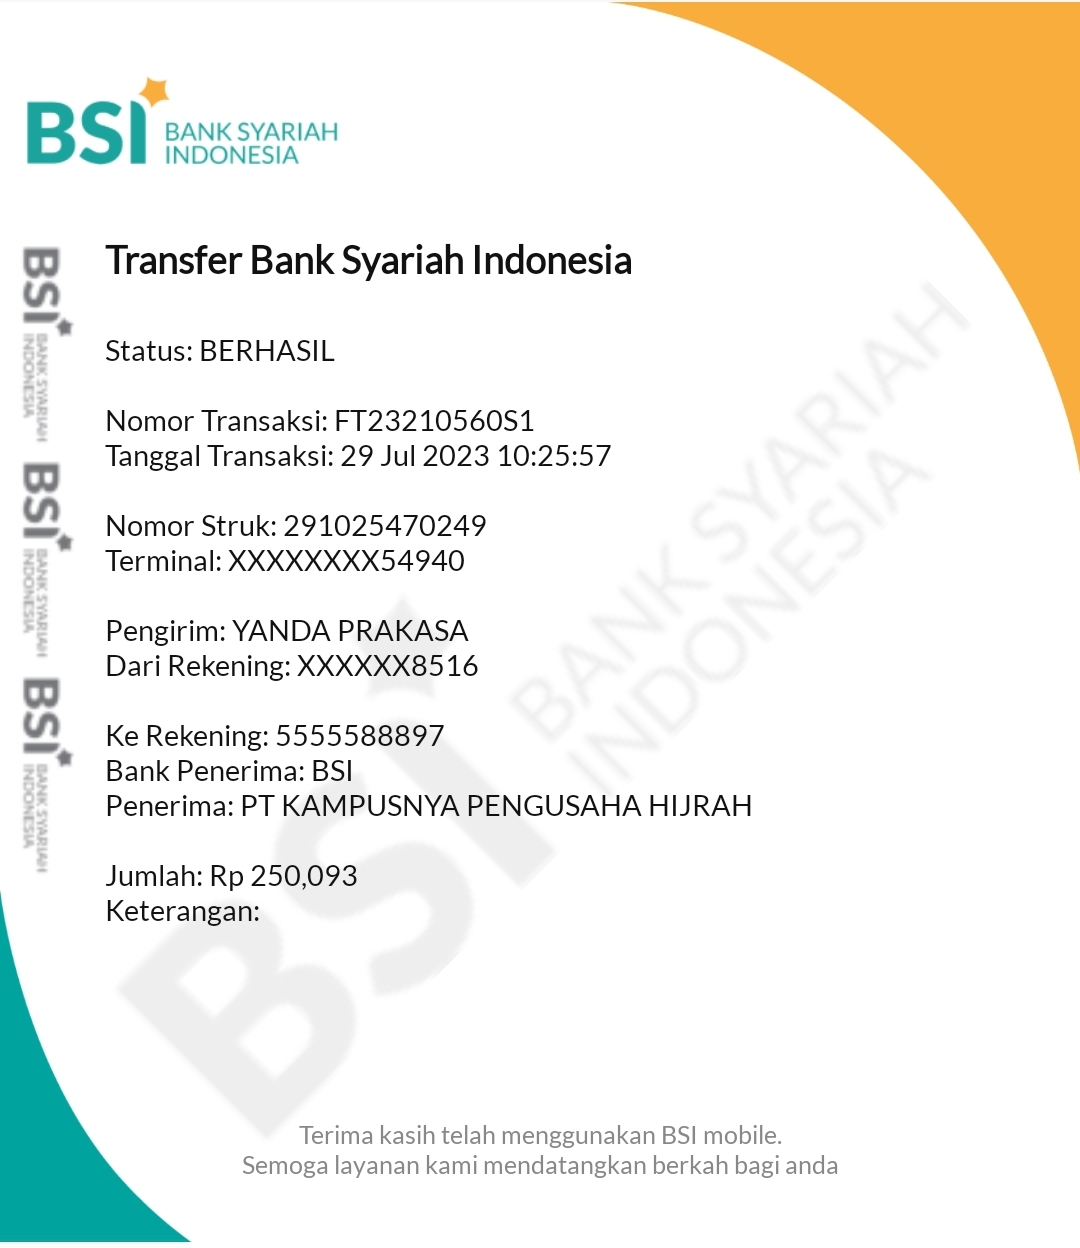 BSI BANK SYARIAH
INDONESIA
Transfer Bank Syariah Indonesia
Status: BERHASIL
Nomor Transaksi: FT23210560S1
Tanggal Transaksi: 29 Jul 2023 10:25:57
Nomor Struk: 291025470249
Terminal: XXXXXXXX54940
Pengirim: YANDA PRAKASA
Dari Rekening: XXXXXX8516
Ke Rekening: 5555588897
Bank Penerima: BSI
Penerima: PT KAMPUSNYA PENGUSAHA HIJRAH
Jumlah: Rp 250,093
Keterangan:
BSI BANK SYARIAH
INDONESIA
BSI BANK SYARIAH
INDONESIA
BSI BANK SYARIAH
INDONESIA
BSI BANK SYARIAH
INDONESIA
Terima kasih telah menggunakan BSI mobile.
Semoga layanan kami mendatangkan berkah bagi anda